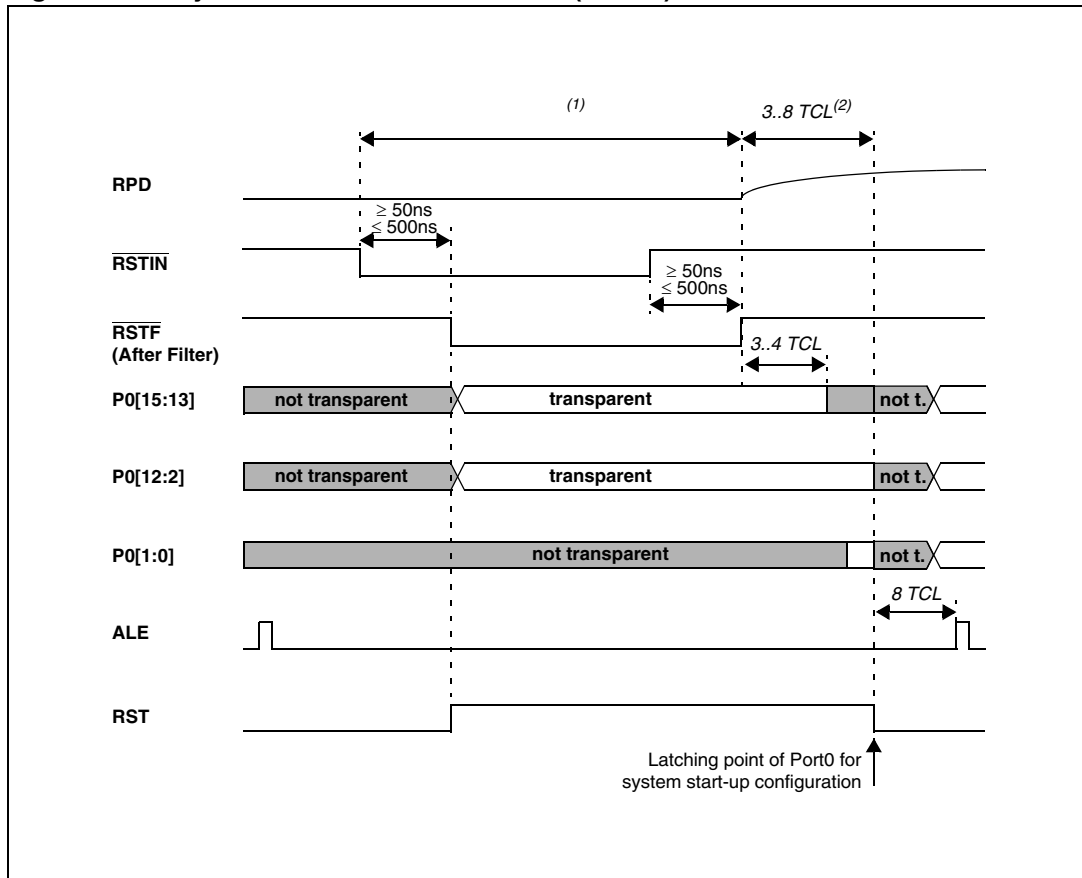 (1)
3..8 TCL(2)
RPD
≥ 50ns
≤ 500ns
RSTIN
≥ 50ns
≤ 500ns
RSTF
(After Filter)
3..4 TCL
P0[15:13] not transparent transparent not t.
P0[12:2] not transparent transparent not t.
P0[1:0] not transparent not t.
8 TCL
ALE
RST
Latching point of Port0 for
system start-up configuration